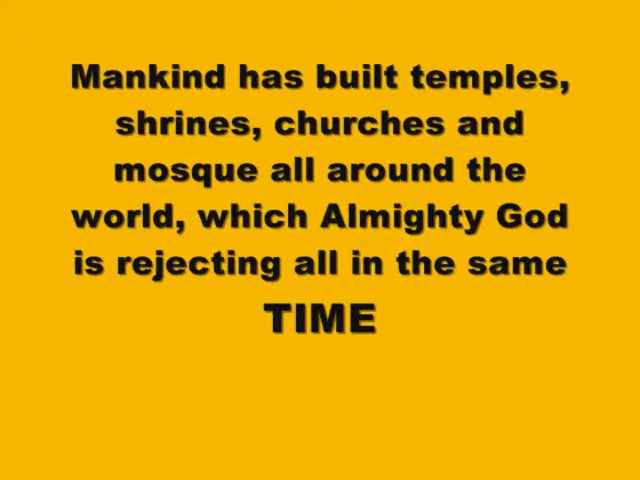 Mankind has built temples,
shrines, churches and
mosque all around the
world, which Almighty God
is rejecting all in the same
TIME